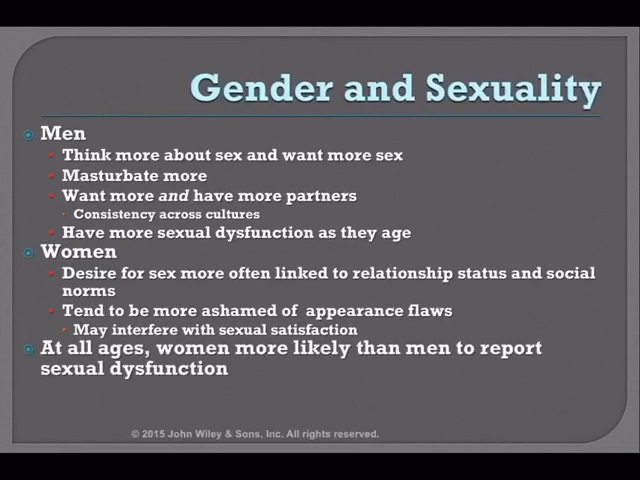 Gender and Sexuality
Men
Think more about sex and want more sex
Masturbate more
Want more and have more partners
Consistency across cultures
Have more sexual dysfunction as they age
Women
Desire for sex more often linked to relationship status and social
norms
Tend to be more ashamed of appearance flaws
May interfere with sexual satisfaction
At all ages, women more likely than men to report
sexual dysfunction
© 2015 John Wiley & Sons, Inc. All rights reserved.